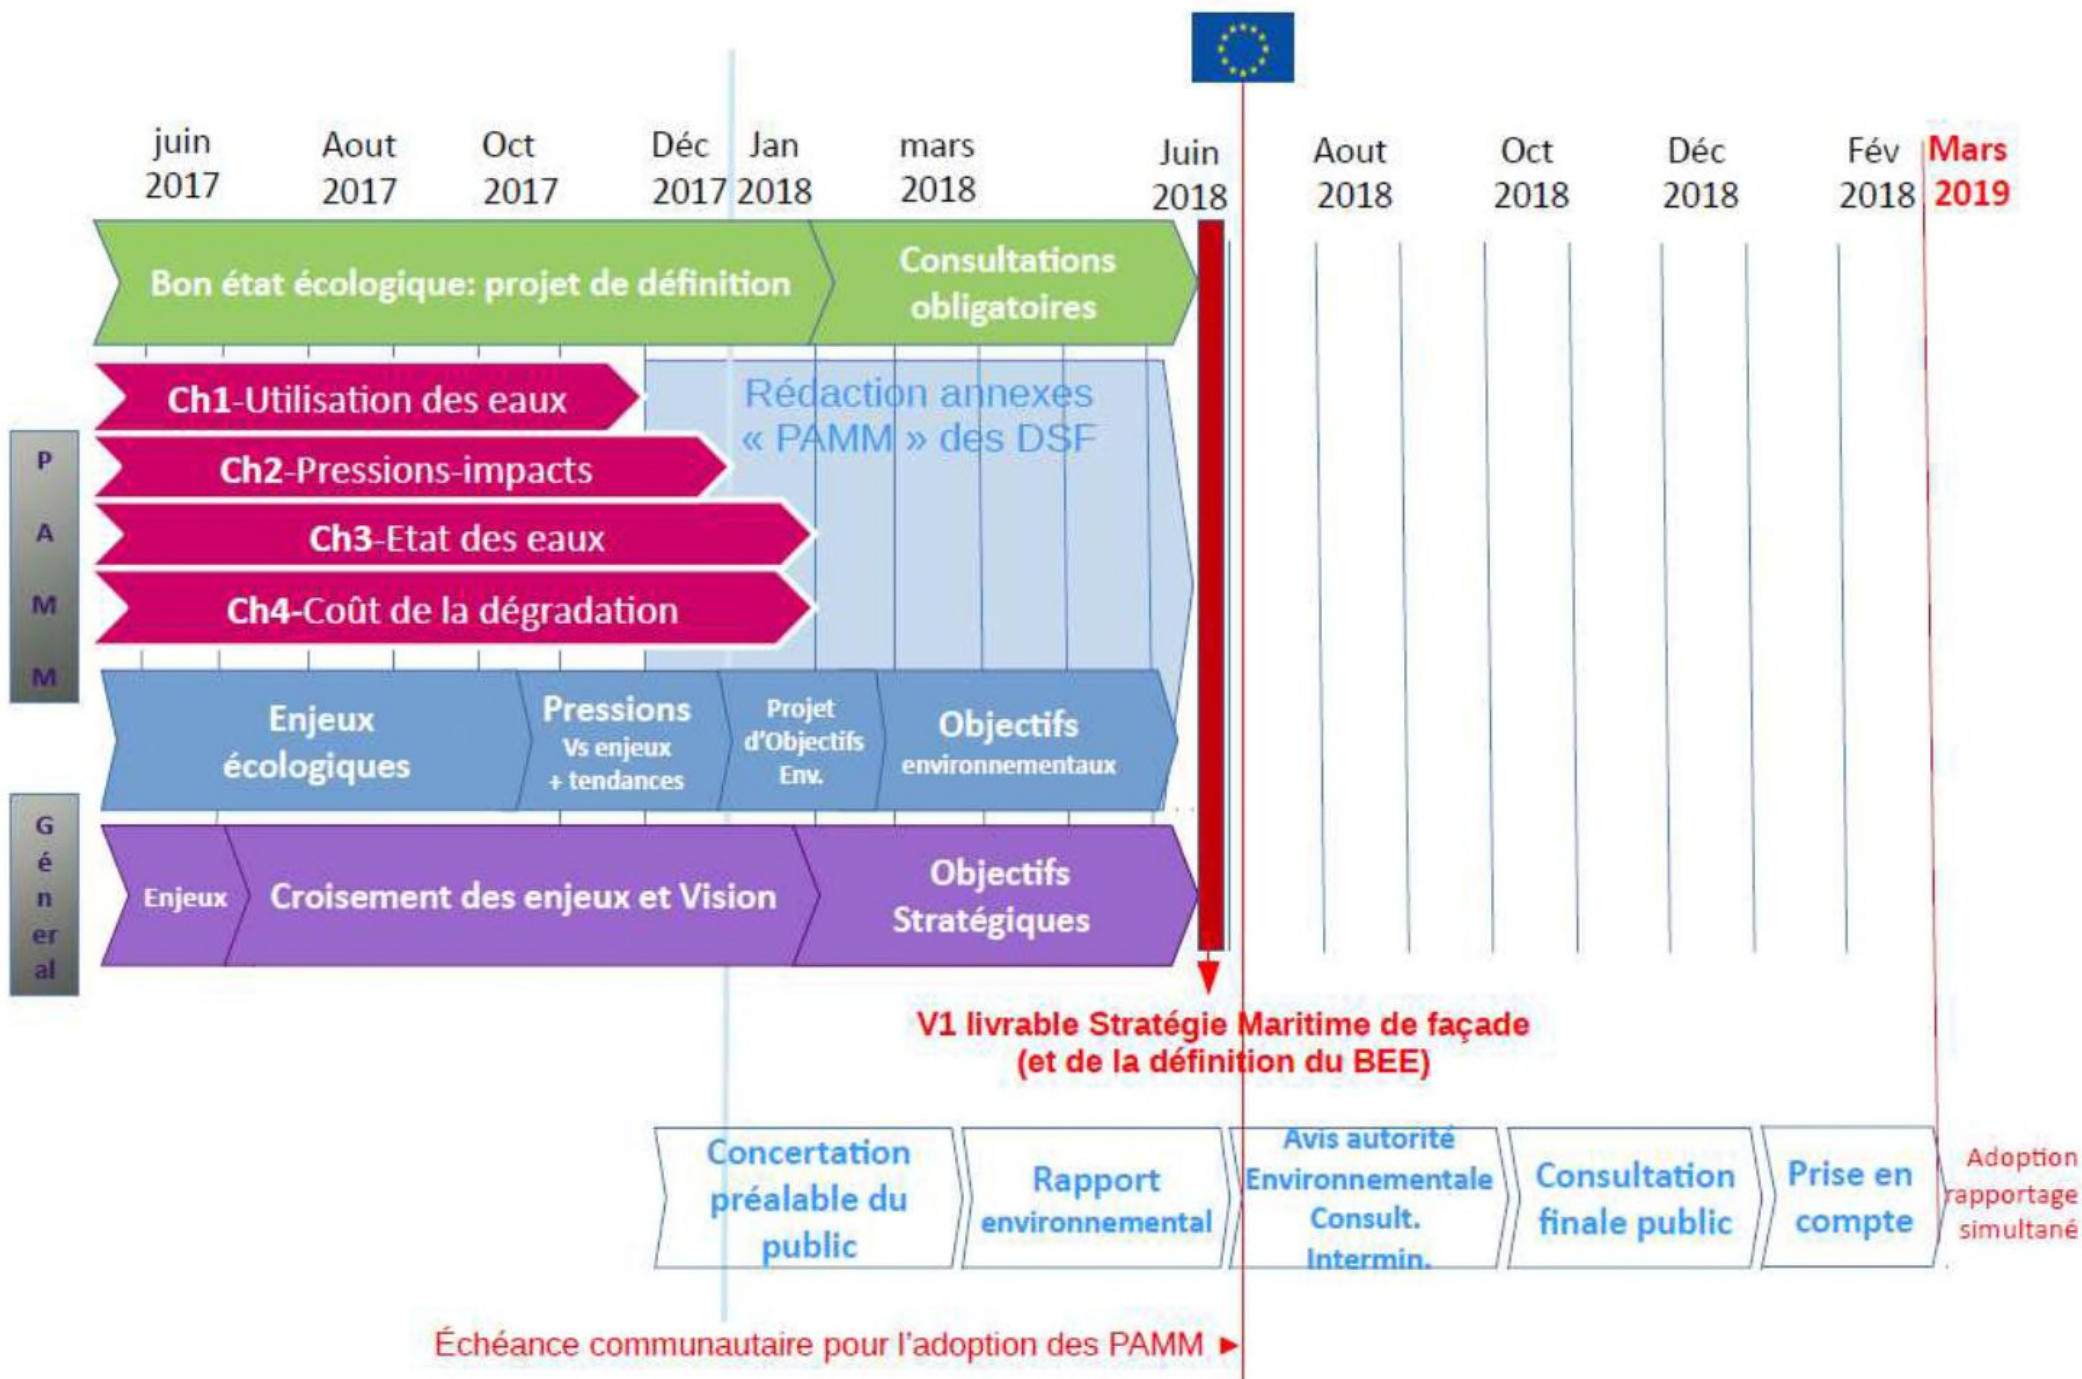 juin
2017
Aout
2017
Oct
2017
Déc
2017
Jan
2018
mars
2018
Juin
2018
Aout
2018
Oct
2018
Déc
2018
Fév
2018
Mars
2019
Bon état écologique: projet de définition
Consultations
obligatoires
P
A
M
M
Ch1-Utilisation des eaux
Ch2-Pressions-impacts
Ch3-Etat des eaux
Ch4-Coût de la dégradation
Rédaction annexes
« PAMM » des DSF
Enjeux
écologiques
Pressions
Vs enjeux
+ tendances
Projet
d'Objectifs
Env.
Objectifs
environnementaux
G
é
n
er
al
Enjeux
Croisement des enjeux et Vision
Objectifs
Stratégiques
V1 livrable Stratégie Maritime de façade
(et de la définition du BEE)
Concertation
préalable du
public
Rapport
environnemental
Avis autorité
Environnementale
Consult.
Intermin.
Consultation
finale public
Prise en
compte
Adoption
rapportage
simultané
Échéance communautaire pour l'adoption des PAMM